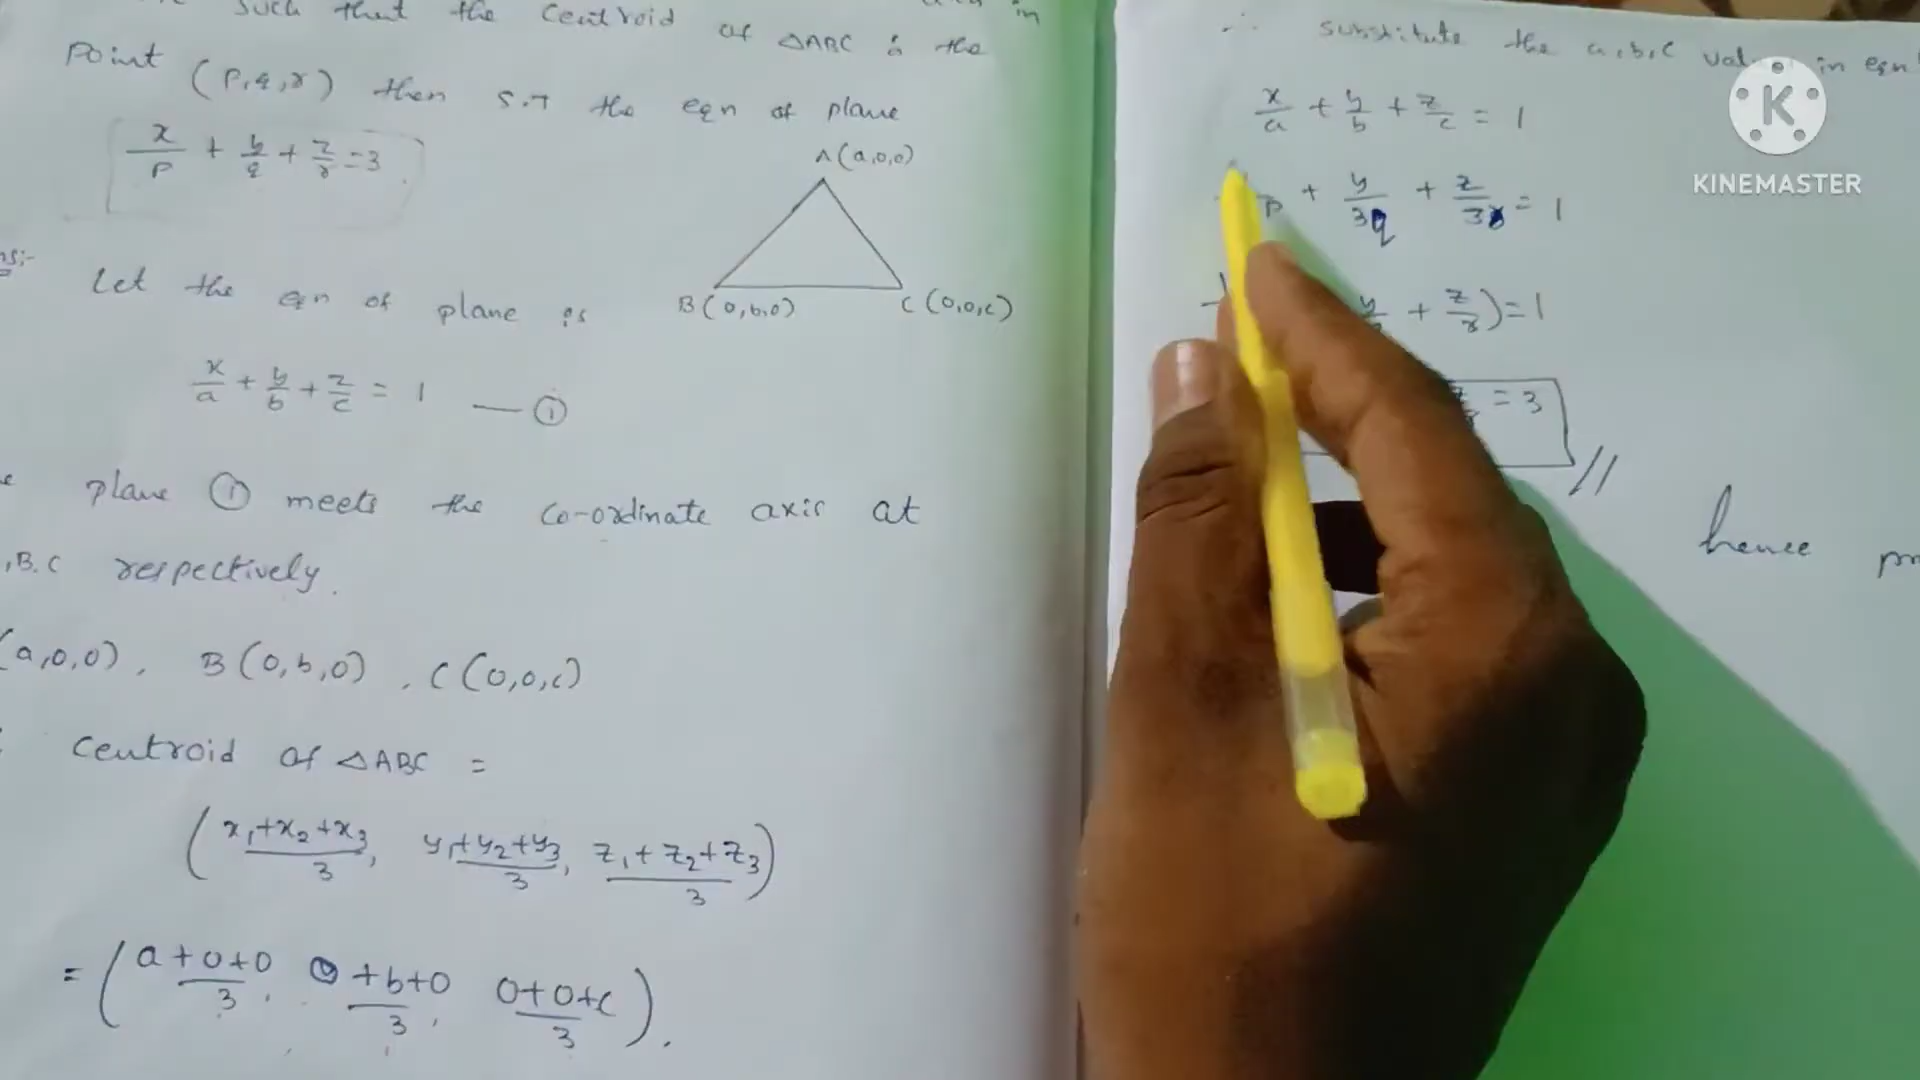 such that the centroid of △ABC is the
point (p,q,r) then s.t the eqn of plane
x/p + y/q + z/r = 3
A(a,0,0)
B(0,b,0)
C(0,0,c)
Let the eqn of plane is
x/a + y/b + z/c = 1 — ①
plane ① meets the co-ordinate axis at
,B.C respectively.
(a,0,0), B(0,b,0), C(0,0,c)
centroid of △ABC =
(x₁+x₂+x₃/3, y₁+y₂+y₃/3, z₁+z₂+z₃/3)
= (a+0+0/3, 0+b+0/3, 0+0+c/3).
∴ substitute the a,b,c in eqn
x/a + y/b + z/c = 1
p + y/3q + z/3r = 1
+ z/r) = 1
= 3 //
hence
KINEMASTER